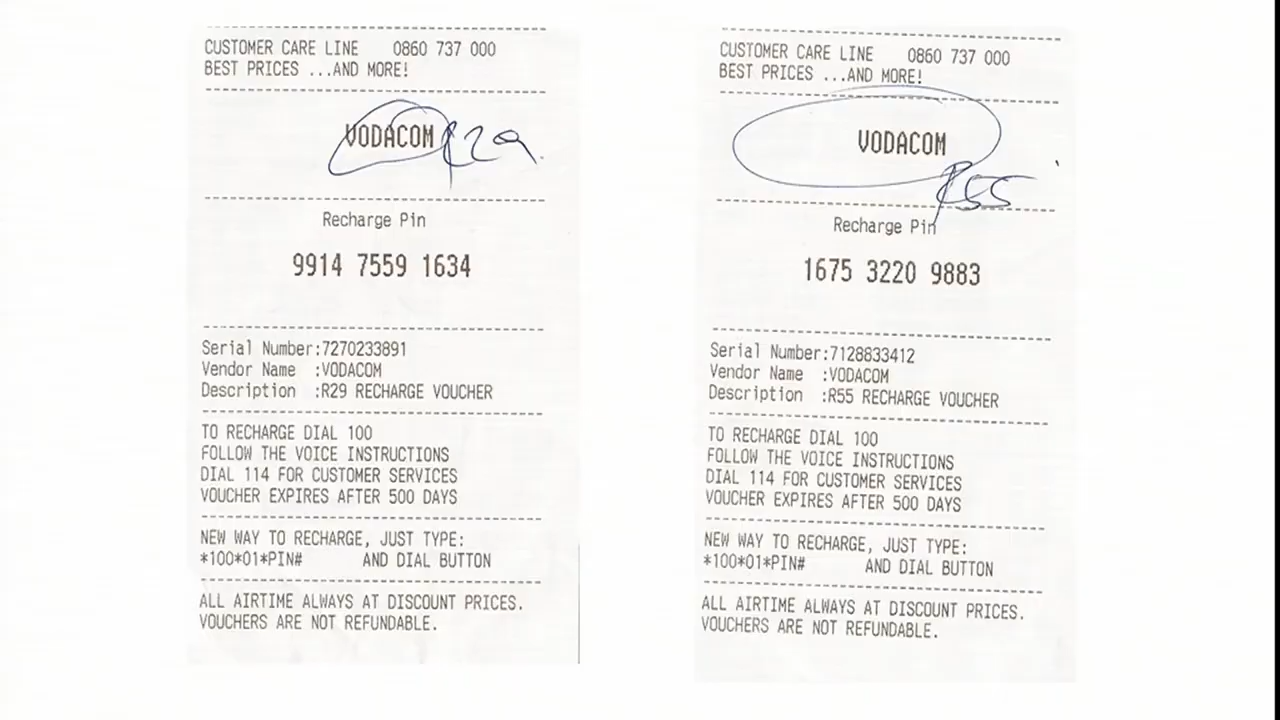 CUSTOMER CARE LINE 0860 737 000
BEST PRICES ...AND MORE!
VODACOM R29
Recharge Pin
9914 7559 1634
Serial Number:7270233891
Vendor Name :VODACOM
Description :R29 RECHARGE VOUCHER
TO RECHARGE DIAL 100
FOLLOW THE VOICE INSTRUCTIONS
DIAL 114 FOR CUSTOMER SERVICES
VOUCHER EXPIRES AFTER 500 DAYS
NEW WAY TO RECHARGE, JUST TYPE:
*100*01*PIN# AND DIAL BUTTON
ALL AIRTIME ALWAYS AT DISCOUNT PRICES.
VOUCHERS ARE NOT REFUNDABLE.
CUSTOMER CARE LINE 0860 737 000
BEST PRICES ...AND MORE!
VODACOM
R55
Recharge Pin
1675 3220 9883
Serial Number:7128833412
Vendor Name :VODACOM
Description :R55 RECHARGE VOUCHER
TO RECHARGE DIAL 100
FOLLOW THE VOICE INSTRUCTIONS
DIAL 114 FOR CUSTOMER SERVICES
VOUCHER EXPIRES AFTER 500 DAYS
NEW WAY TO RECHARGE, JUST TYPE:
*100*01*PIN# AND DIAL BUTTON
ALL AIRTIME ALWAYS AT DISCOUNT PRICES.
VOUCHERS ARE NOT REFUNDABLE.